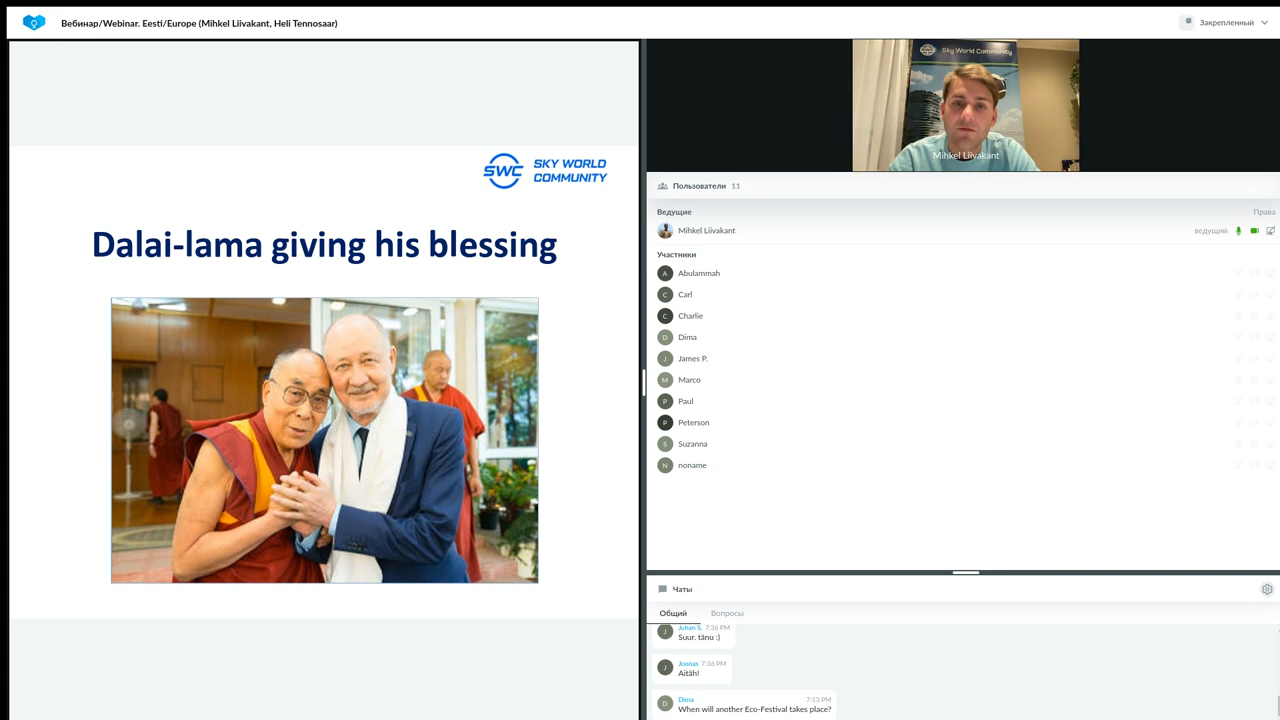 Вебинар/Webinar. Eesti/Europe (Mihkel Liivakant, Heli Tennosaar)
Закрепленный
SWC
SKY WORLD
COMMUNITY
Dalai-lama giving his blessing
Sky World Community
Mihkel Liivakant
Пользователи 11
Ведущие
Права
Mihkel Liivakant
ведущий
Участники
A Abulammah
C Carl
C Charlie
D Dima
J James P.
M Marco
P Paul
P Peterson
S Suzanna
N noname
Чаты
Общий Вопросы
J Julian S. 7:36 PM
Suur. tänu :)
J Joonas 7:36 PM
Aitäh!
D Dima 7:13 PM
When will another Eco-Festival takes place?